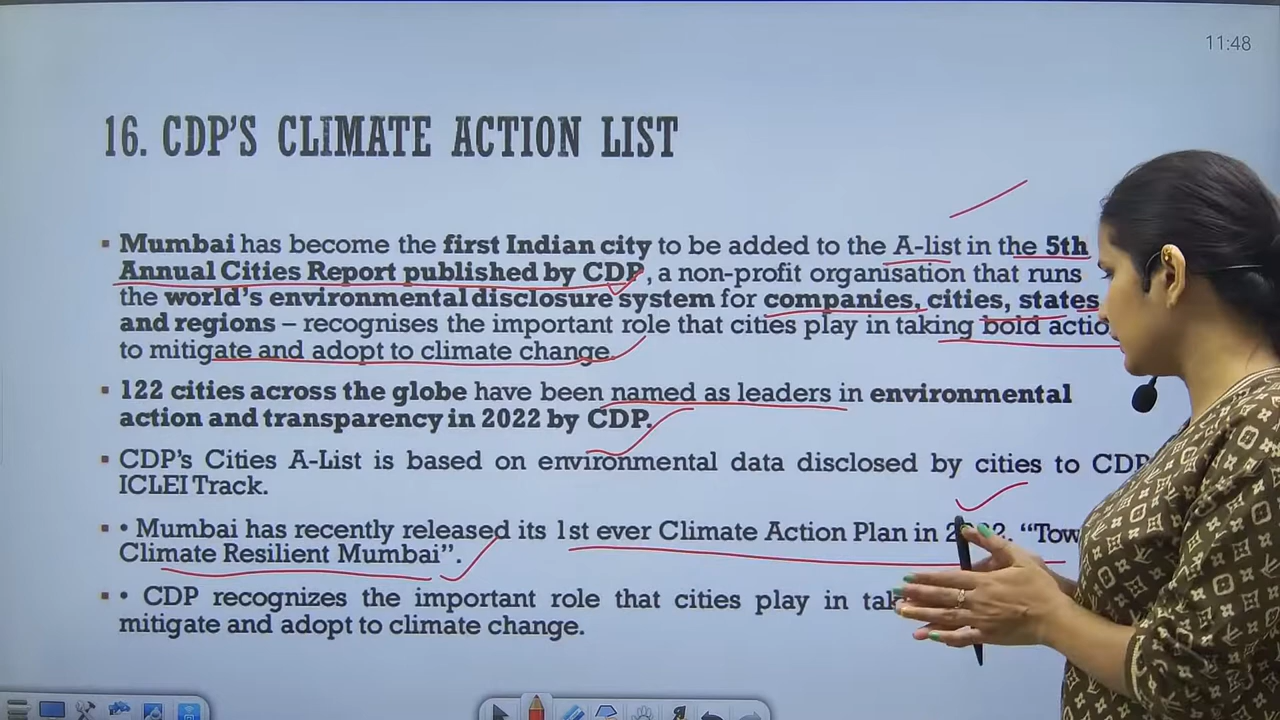 11:48
16. CDP'S CLIMATE ACTION LIST
▪ Mumbai has become the first Indian city to be added to the A-list in the 5th
Annual Cities Report published by CDP, a non-profit organisation that runs
the world's environmental disclosure system for companies, cities, states
and regions – recognises the important role that cities play in taking bold actio
to mitigate and adopt to climate change.
▪ 122 cities across the globe have been named as leaders in environmental
action and transparency in 2022 by CDP.
▪ CDP's Cities A-List is based on environmental data disclosed by cities to CDP
ICLEI Track.
▪ • Mumbai has recently released its 1st ever Climate Action Plan in 2022. "Tow
Climate Resilient Mumbai".
▪ • CDP recognizes the important role that cities play in
mitigate and adopt to climate change.